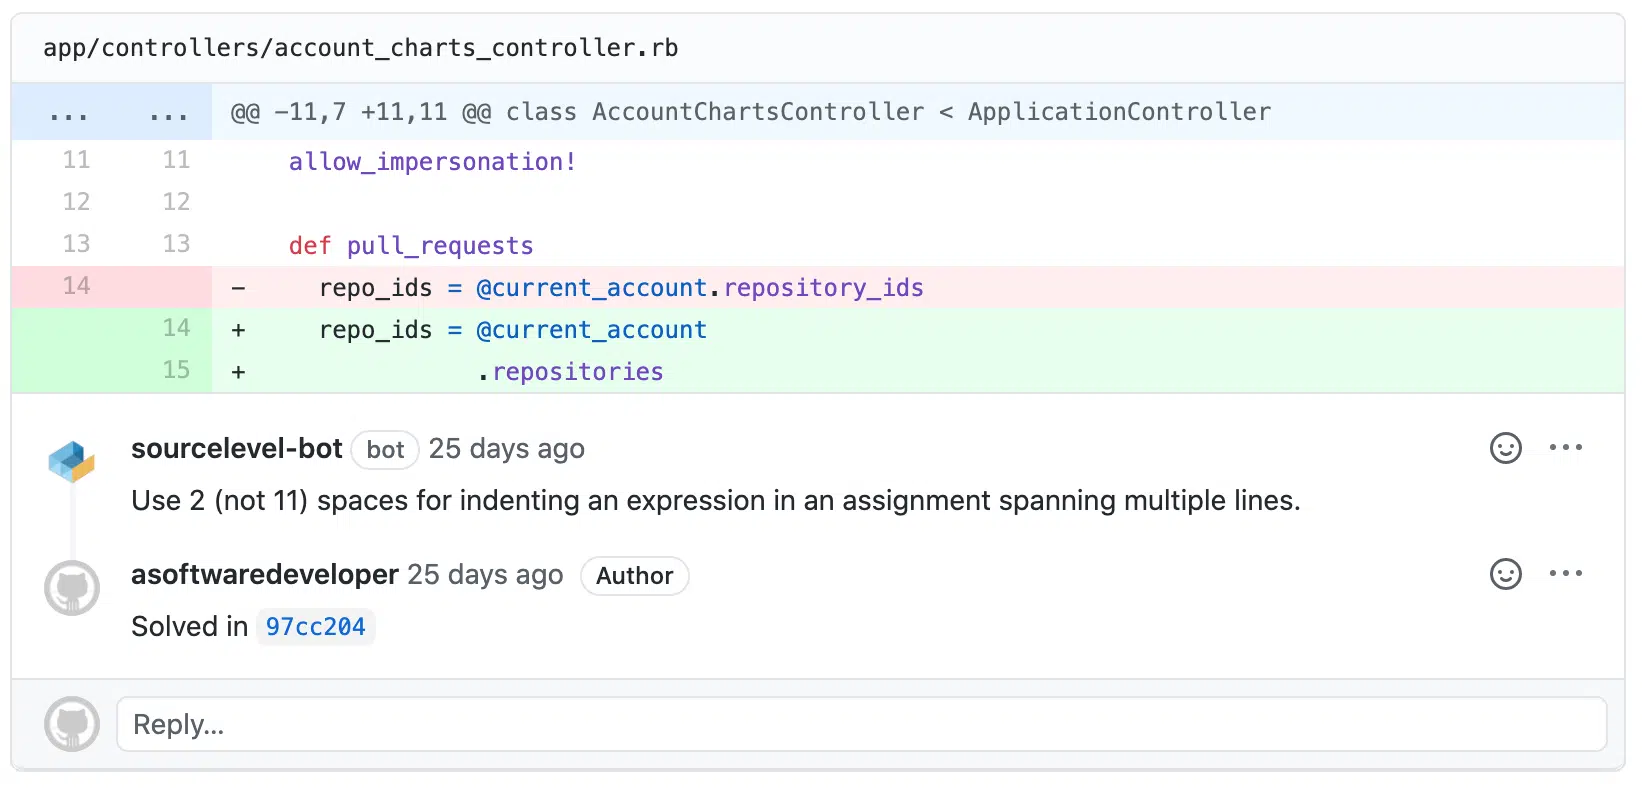 app/controllers/account_charts_controller.rb
... ... @@ -11,7 +11,11 @@ class AccountChartsController < ApplicationController
11 11 allow_impersonation!
12 12
13 13 def pull_requests
14 - repo_ids = @current_account.repository_ids
14 + repo_ids = @current_account
15 + .repositories
sourcelevel-bot bot 25 days ago
Use 2 (not 11) spaces for indenting an expression in an assignment spanning multiple lines.
asoftwaredeveloper 25 days ago Author
Solved in 97cc204
Reply...